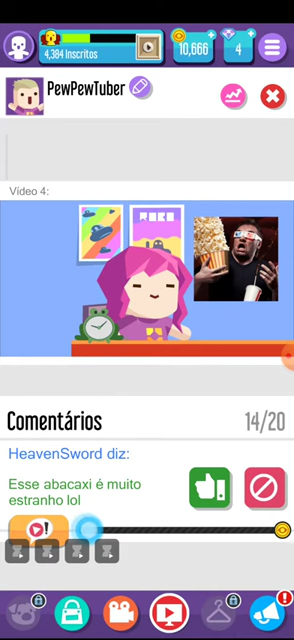 4,384 Inscritos
10,666
4
PewPewTuber
Vídeo 4:
Comentários
14/20
HeavenSword diz:
Esse abacaxi é muito
estranho lol
!
!